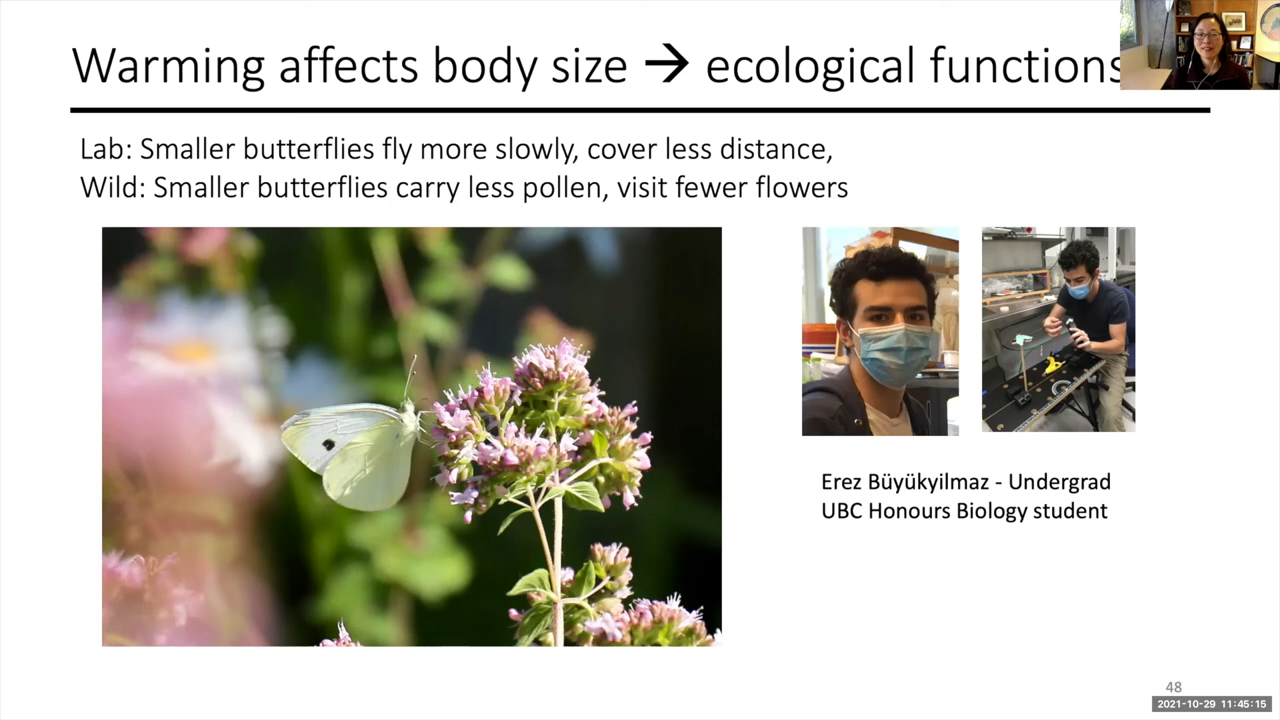 Warming affects body size → ecological functions
Lab: Smaller butterflies fly more slowly, cover less distance,
Wild: Smaller butterflies carry less pollen, visit fewer flowers
Erez Büyükyilmaz - Undergrad
UBC Honours Biology student
48
2021-10-29 11:45:15